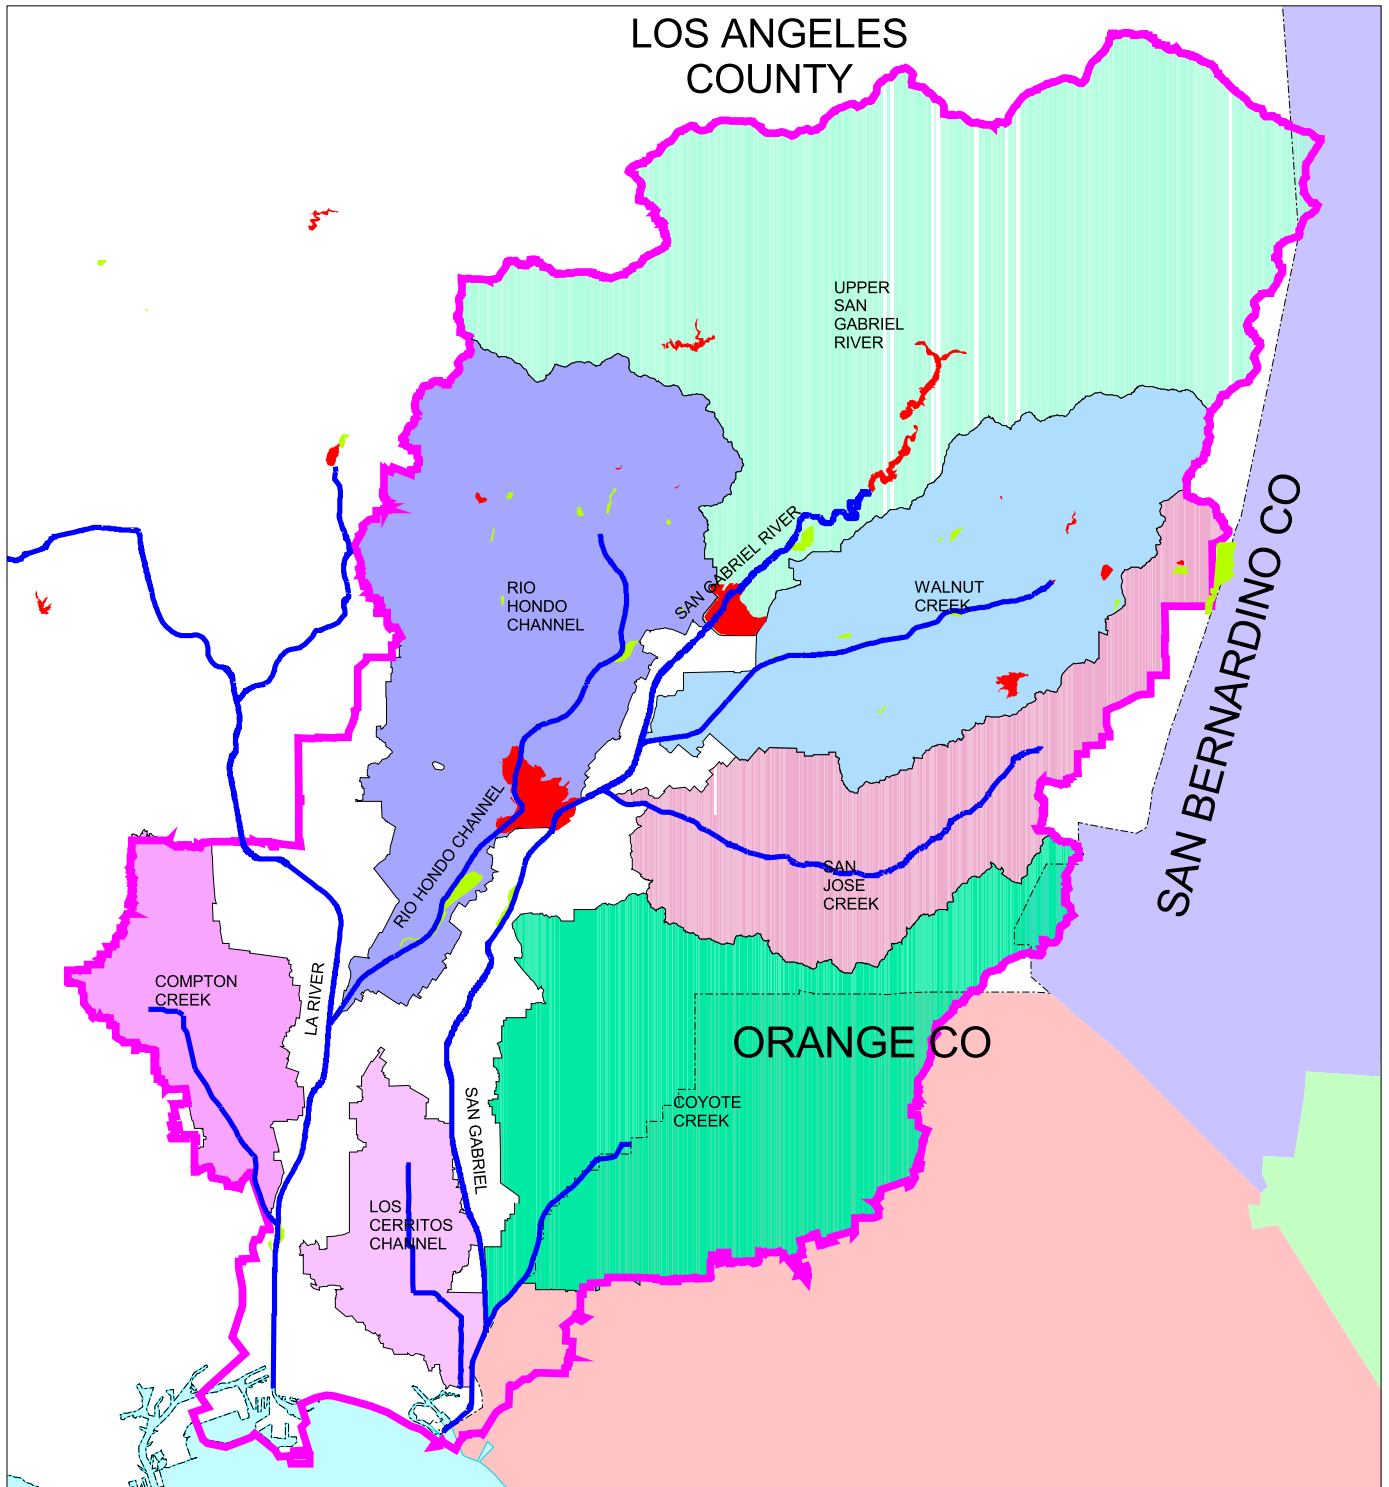 LOS ANGELES
COUNTY
UPPER
SAN
GABRIEL
RIVER
SAN GABRIEL RIVER
RIO
HONDO
CHANNEL
WALNUT
CREEK
SAN BERNARDINO CO
RIO HONDO CHANNEL
SAN
JOSE
CREEK
COMPTON
CREEK
LA RIVER
ORANGE CO
COYOTE
CREEK
SAN GABRIEL
LOS
CERRITOS
CHANNEL